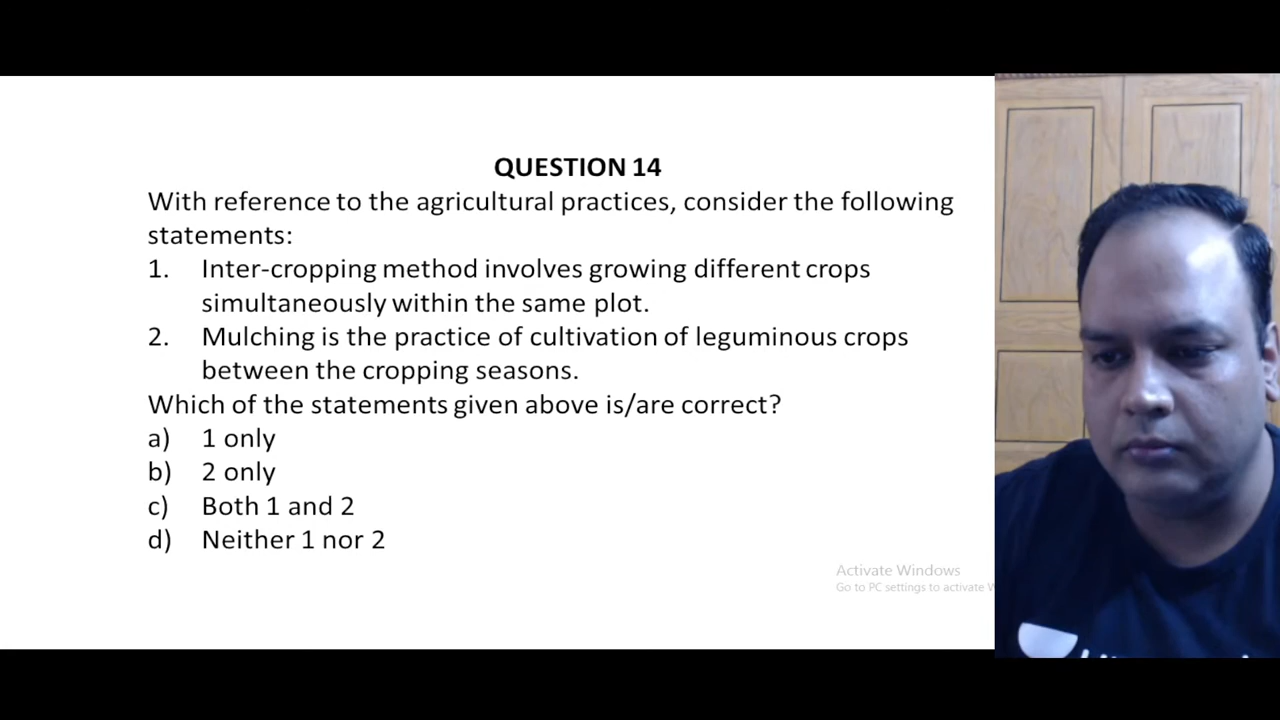 QUESTION 14
With reference to the agricultural practices, consider the following
statements:
1. Inter-cropping method involves growing different crops
simultaneously within the same plot.
2. Mulching is the practice of cultivation of leguminous crops
between the cropping seasons.
Which of the statements given above is/are correct?
a) 1 only
b) 2 only
c) Both 1 and 2
d) Neither 1 nor 2
Activate Windows
Go to PC settings to activate